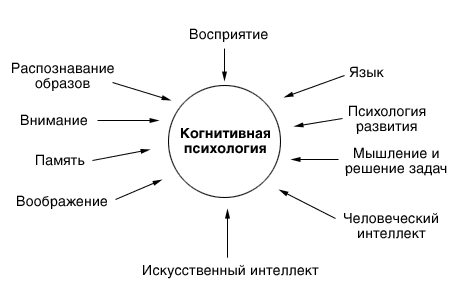 Восприятие
Распознавание
образов
Язык
Внимание
Психология
развития
Когнитивная
психология
Память
Мышление и
решение задач
Воображение
Человеческий
интеллект
Искусственный интеллект